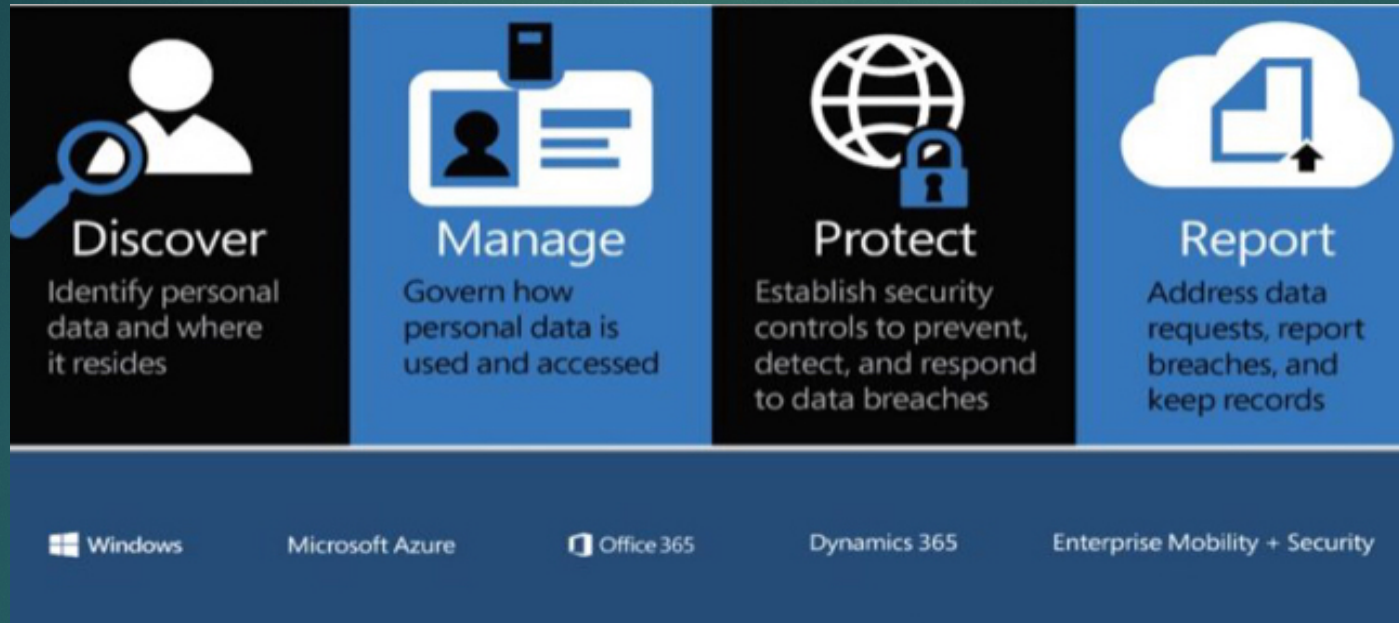 Discover
Identify personal
data and where
it resides
Manage
Govern how
personal data is
used and accessed
Protect
Establish security
controls to prevent,
detect, and respond
to data breaches
Report
Address data
requests, report
breaches, and
keep records
Windows
Microsoft Azure
Office 365
Dynamics 365
Enterprise Mobility + Security